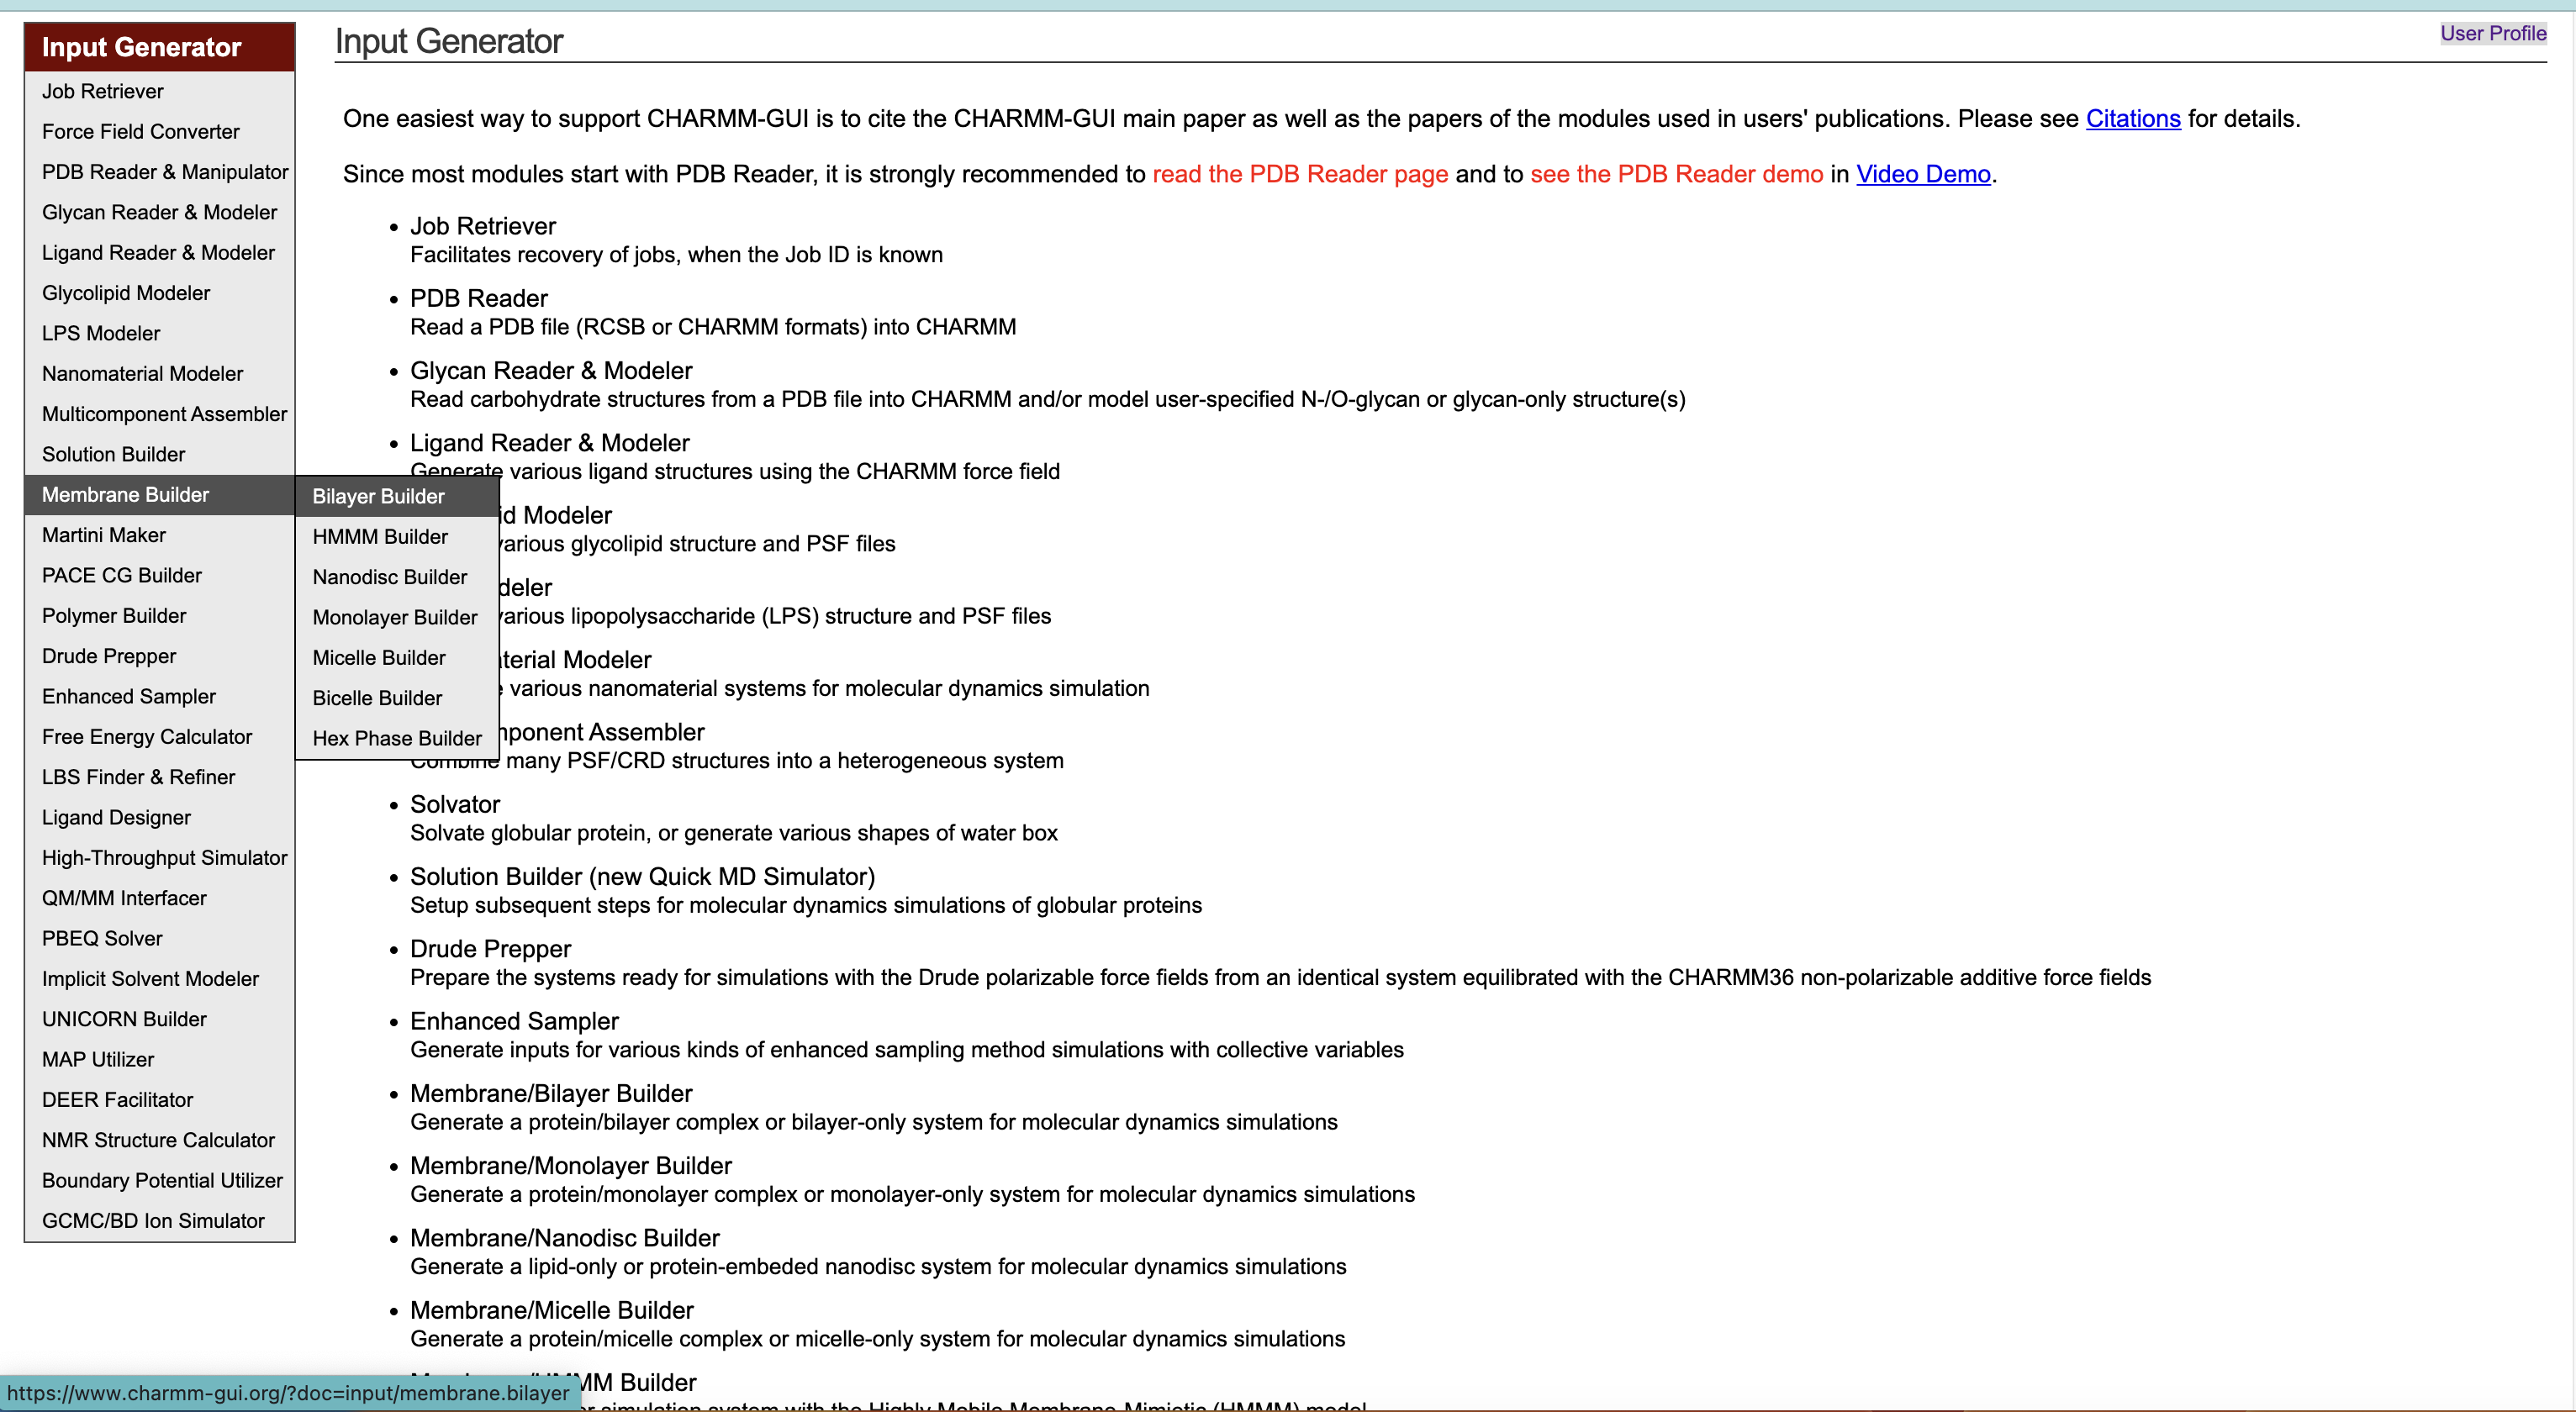 Input Generator
Job Retriever
Force Field Converter
PDB Reader & Manipulator
Glycan Reader & Modeler
Ligand Reader & Modeler
Glycolipid Modeler
LPS Modeler
Nanomaterial Modeler
Multicomponent Assembler
Solution Builder
Membrane Builder
Martini Maker
PACE CG Builder
Polymer Builder
Drude Prepper
Enhanced Sampler
Free Energy Calculator
LBS Finder & Refiner
Ligand Designer
High-Throughput Simulator
QM/MM Interfacer
PBEQ Solver
Implicit Solvent Modeler
UNICORN Builder
MAP Utilizer
DEER Facilitator
NMR Structure Calculator
Boundary Potential Utilizer
GCMC/BD Ion Simulator
Bilayer Builder
HMMM Builder
Nanodisc Builder
Monolayer Builder
Micelle Builder
Bicelle Builder
Hex Phase Builder
Input Generator
User Profile
One easiest way to support CHARMM-GUI is to cite the CHARMM-GUI main paper as well as the papers of the modules used in users' publications. Please see Citations for details.
Since most modules start with PDB Reader, it is strongly recommended to read the PDB Reader page and to see the PDB Reader demo in Video Demo.
• Job Retriever
Facilitates recovery of jobs, when the Job ID is known
• PDB Reader
Read a PDB file (RCSB or CHARMM formats) into CHARMM
• Glycan Reader & Modeler
Read carbohydrate structures from a PDB file into CHARMM and/or model user-specified N-/O-glycan or glycan-only structure(s)
• Ligand Reader & Modeler
Generate various ligand structures using the CHARMM force field
id Modeler
various glycolipid structure and PSF files
deler
various lipopolysaccharide (LPS) structure and PSF files
terial Modeler
various nanomaterial systems for molecular dynamics simulation
ponent Assembler
Combine many PSF/CRD structures into a heterogeneous system
• Solvator
Solvate globular protein, or generate various shapes of water box
• Solution Builder (new Quick MD Simulator)
Setup subsequent steps for molecular dynamics simulations of globular proteins
• Drude Prepper
Prepare the systems ready for simulations with the Drude polarizable force fields from an identical system equilibrated with the CHARMM36 non-polarizable additive force fields
• Enhanced Sampler
Generate inputs for various kinds of enhanced sampling method simulations with collective variables
• Membrane/Bilayer Builder
Generate a protein/bilayer complex or bilayer-only system for molecular dynamics simulations
• Membrane/Monolayer Builder
Generate a protein/monolayer complex or monolayer-only system for molecular dynamics simulations
• Membrane/Nanodisc Builder
Generate a lipid-only or protein-embeded nanodisc system for molecular dynamics simulations
• Membrane/Micelle Builder
Generate a protein/micelle complex or micelle-only system for molecular dynamics simulations
MM Builder
simulation system with the Highly Mobile Membrane-Mimietic (HMMM) model
https://www.charmm-gui.org/?doc=input/membrane.bilayer